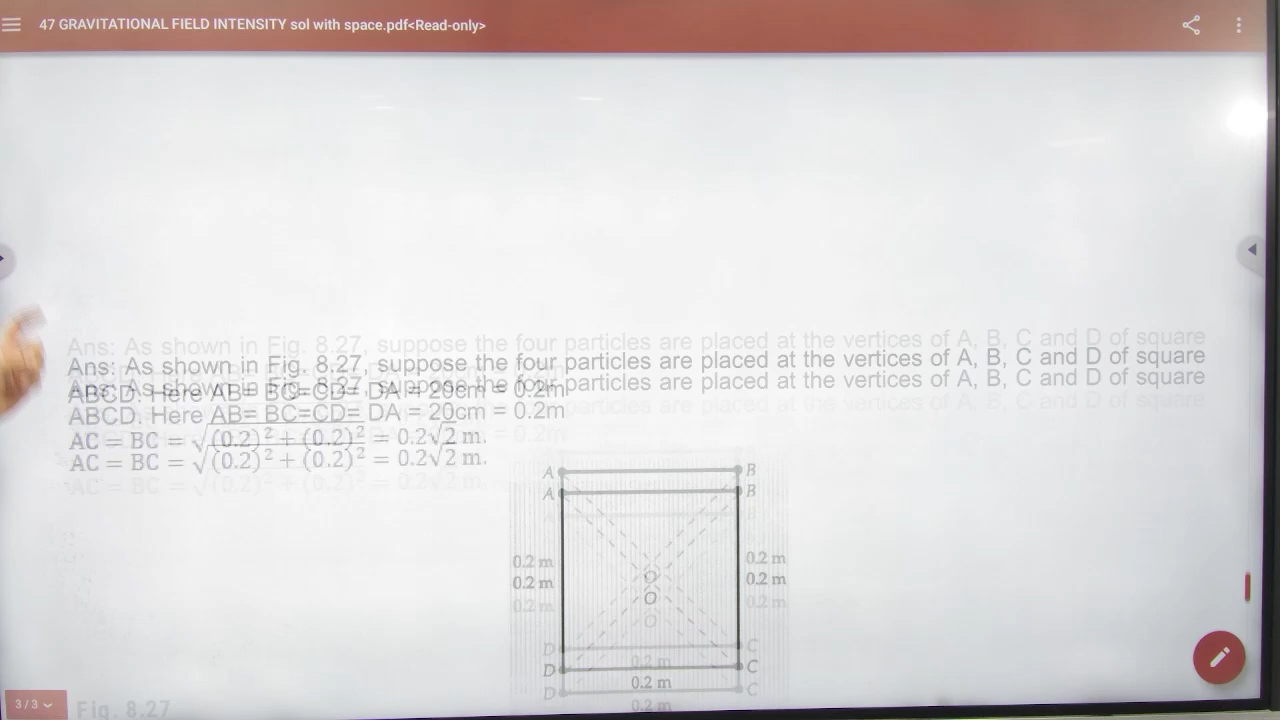 47 GRAVITATIONAL FIELD INTENSITY sol with space.pdf<Read-only>
Ans: As shown in Fig. 8.27, suppose the four particles are placed at the vertices of A, B, C and D of square
ABCD. Here AB= BC=CD= DA = 20cm = 0.2m
AC = BC = √(0.2)² + (0.2)² = 0.2√2 m.
A B
0.2 m 0.2 m
O
D C
0.2 m
Fig. 8.27
3 / 3